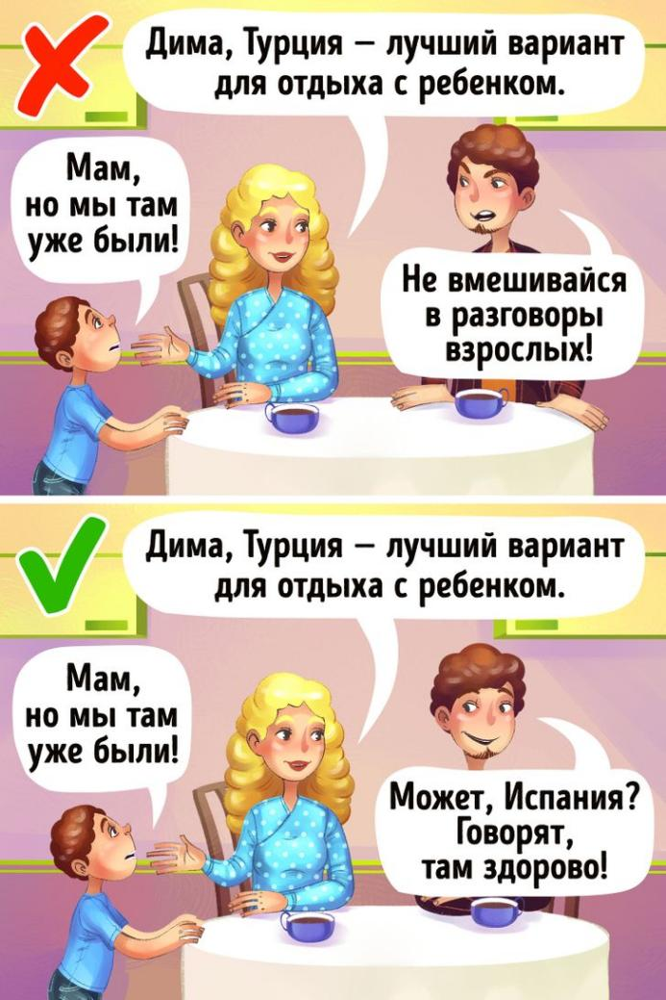 Дима, Турция – лучший вариант
для отдыха с ребенком.
Мам,
но мы там
уже были!
Не вмешивайся
в разговоры
взрослых!
Дима, Турция – лучший вариант
для отдыха с ребенком.
Мам,
но мы там
уже были!
Может, Испания?
Говорят,
там здорово!